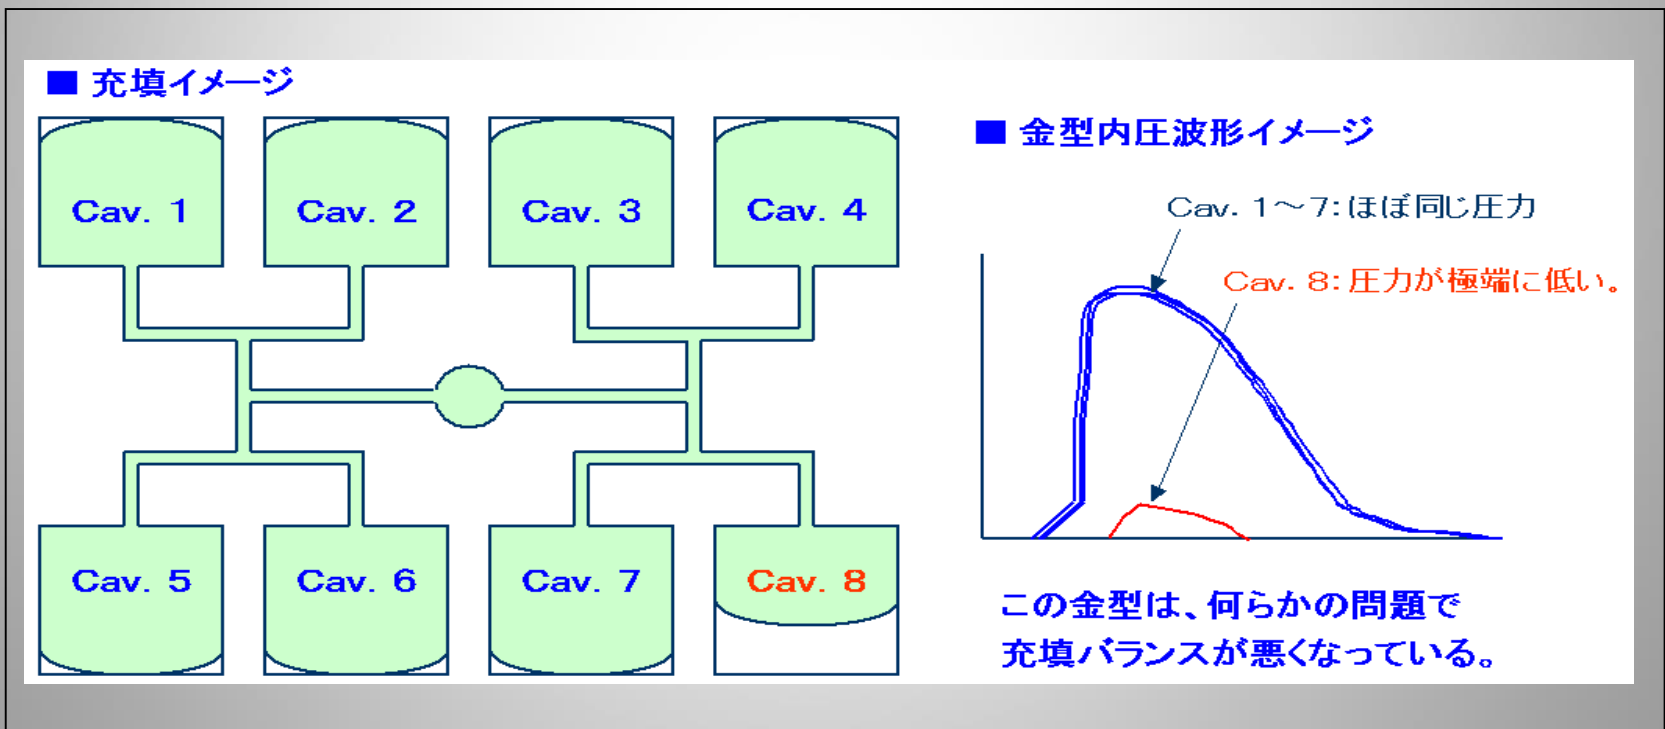 ■ 充填イメージ
Cav. 1
Cav. 2
Cav. 3
Cav. 4
Cav. 5
Cav. 6
Cav. 7
Cav. 8
■ 金型内圧波形イメージ
Cav. 1～7:ほぼ同じ圧力
Cav. 8:圧力が極端に低い。
この金型は、何らかの問題で
充填バランスが悪くなっている。